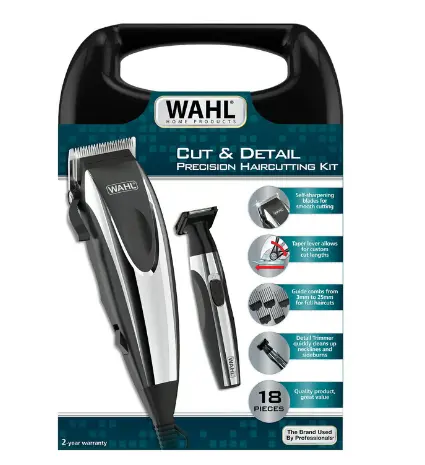 WAHL
HOME PRODUCTS
CUT & DETAIL
PRECISION HAIRCUTTING KIT
WAHL
Self-sharpening
blades for
smooth cutting
Taper lever allows
for custom
cut lengths
Guide combs from
3mm to 25mm
for full haircuts
Detail Trimmer
quickly cleans up
necklines and
sideburns
WAHL
18
PIECES
Quality product,
great value
2-year warranty
The Brand Used
By Professionals